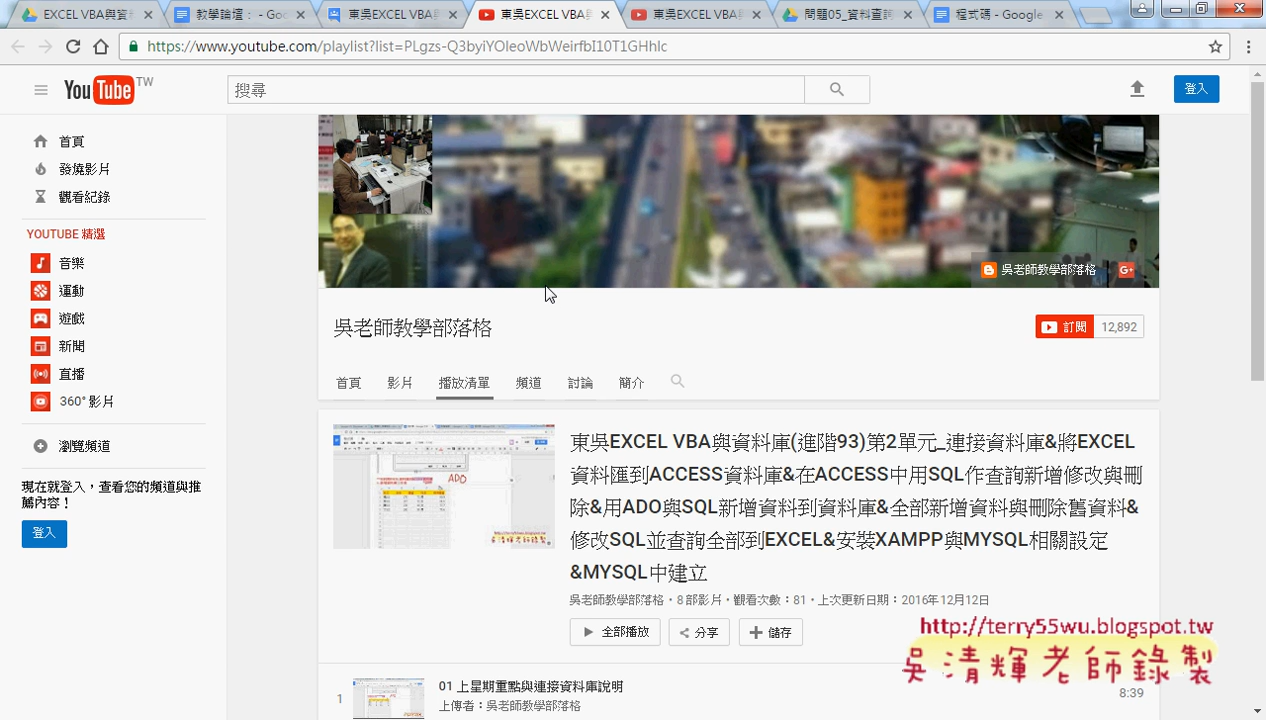 EXCEL VBA與資
教學論壇： - Go
東吳EXCEL VBA
東吳EXCEL VBA
東吳EXCEL VBA
問題05_資料查詢
程式碼 - Google
https://www.youtube.com/playlist?list=PLgzs-Q3byiYOleoWbWeirfbI10T1GHhlc
YouTube TW
搜尋
登入
首頁
發燒影片
觀看紀錄
YOUTUBE 精選
音樂
運動
遊戲
新聞
直播
360° 影片
瀏覽頻道
現在就登入，查看您的頻道與推
薦內容！
登入
吳老師教學部落格
G+
吳老師教學部落格
訂閱 12,892
首頁 影片 播放清單 頻道 討論 簡介
ADO
東吳EXCEL VBA與資料庫(進階93)第2單元_連接資料庫&將EXCEL
資料匯到ACCESS資料庫&在ACCESS中用SQL作查詢新增修改與刪
除&用ADO與SQL新增資料到資料庫&全部新增資料與刪除舊資料&
修改SQL並查詢全部到EXCEL&安裝XAMPP與MYSQL相關設定
&MYSQL中建立
吳老師教學部落格・8 部影片・觀看次數：81・上次更新日期：2016年12月12日
全部播放 分享 儲存
http://terry55wu.blogspot.tw
吳清輝老師錄製
1 01 上星期重點與連接資料庫說明 8:39
上傳者：吳老師教學部落格